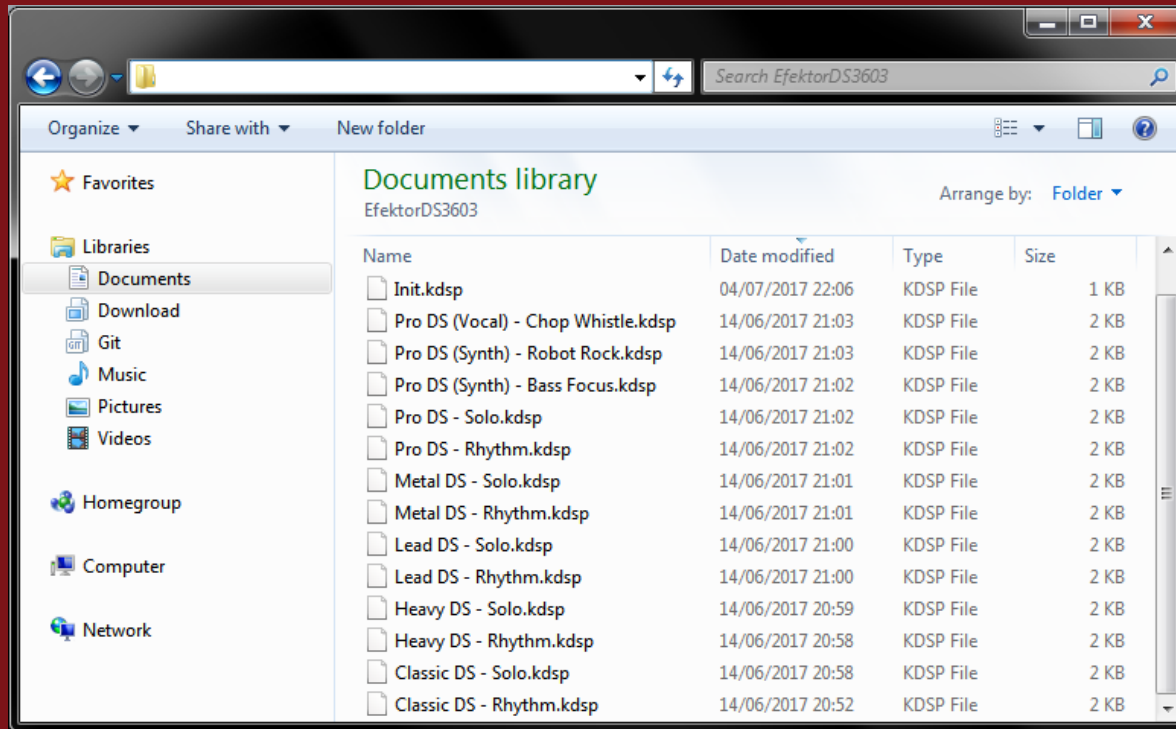 Search EfektorDS3603
Organize Share with New folder
Favorites
Libraries
Documents
Download
Git
Music
Pictures
Videos
Homegroup
Computer
Network
Documents library
EfektorDS3603
Arrange by: Folder
Name Date modified Type Size
Init.kdsp 04/07/2017 22:06 KDSP File 1 KB
Pro DS (Vocal) - Chop Whistle.kdsp 14/06/2017 21:03 KDSP File 2 KB
Pro DS (Synth) - Robot Rock.kdsp 14/06/2017 21:03 KDSP File 2 KB
Pro DS (Synth) - Bass Focus.kdsp 14/06/2017 21:02 KDSP File 2 KB
Pro DS - Solo.kdsp 14/06/2017 21:02 KDSP File 2 KB
Pro DS - Rhythm.kdsp 14/06/2017 21:02 KDSP File 2 KB
Metal DS - Solo.kdsp 14/06/2017 21:01 KDSP File 2 KB
Metal DS - Rhythm.kdsp 14/06/2017 21:01 KDSP File 2 KB
Lead DS - Solo.kdsp 14/06/2017 21:00 KDSP File 2 KB
Lead DS - Rhythm.kdsp 14/06/2017 21:00 KDSP File 2 KB
Heavy DS - Solo.kdsp 14/06/2017 20:59 KDSP File 2 KB
Heavy DS - Rhythm.kdsp 14/06/2017 20:58 KDSP File 2 KB
Classic DS - Solo.kdsp 14/06/2017 20:58 KDSP File 2 KB
Classic DS - Rhythm.kdsp 14/06/2017 20:52 KDSP File 2 KB